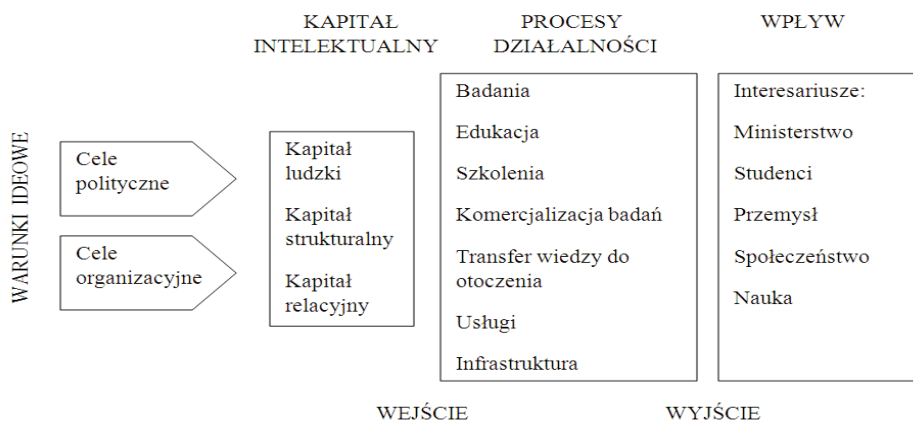 KAPITAŁ
INTELEKTUALNY
PROCESY
DZIAŁALNOŚCI
WPŁYW
WARUNKI IDEOWE
Cele
polityczne
Cele
organizacyjne
Kapitał
ludzki
Kapitał
strukturalny
Kapitał
relacyjny
Badania
Edukacja
Szkolenia
Komercjalizacja badań
Transfer wiedzy do
otoczenia
Usługi
Infrastruktura
Interesariusze:
Ministerstwo
Studenci
Przemysł
Społeczeństwo
Nauka
WEJŚCIE
WYJŚCIE